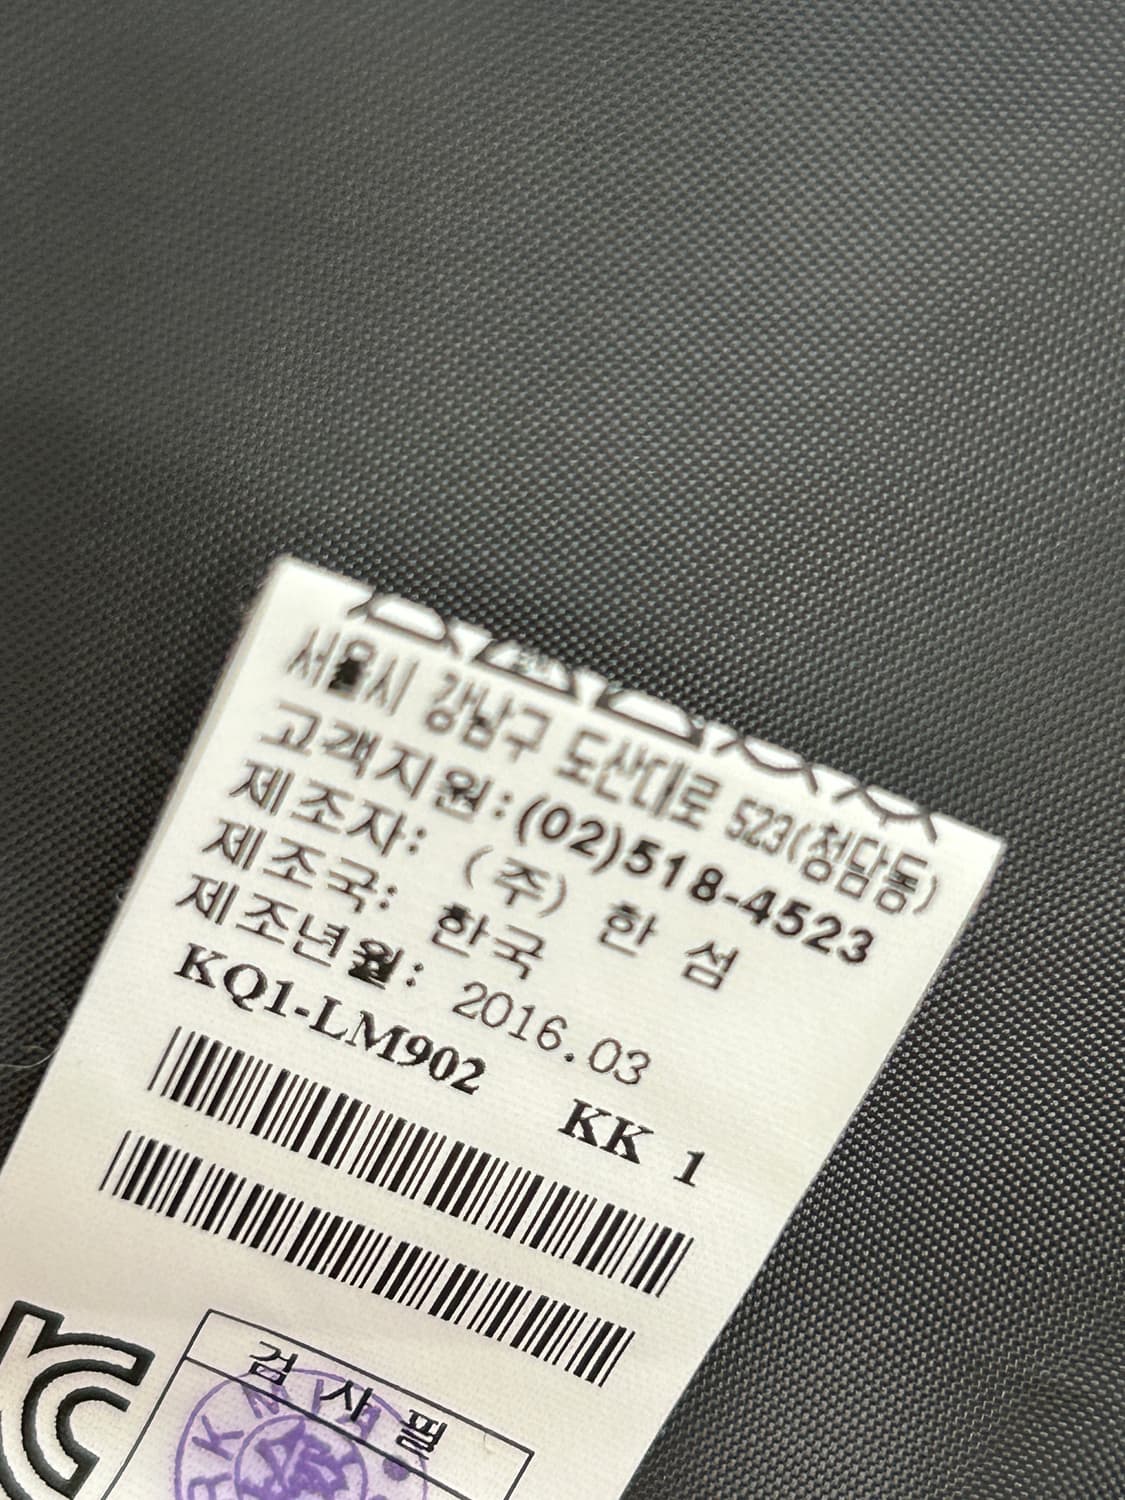 서울시 강남구 도산대로 523(청담동)
고객지원:(02)518-4523
제조자: (주) 한 섬
제조국: 한국
제조년월: 2016.03
KQ1-LM902 KK 1
검 사 필